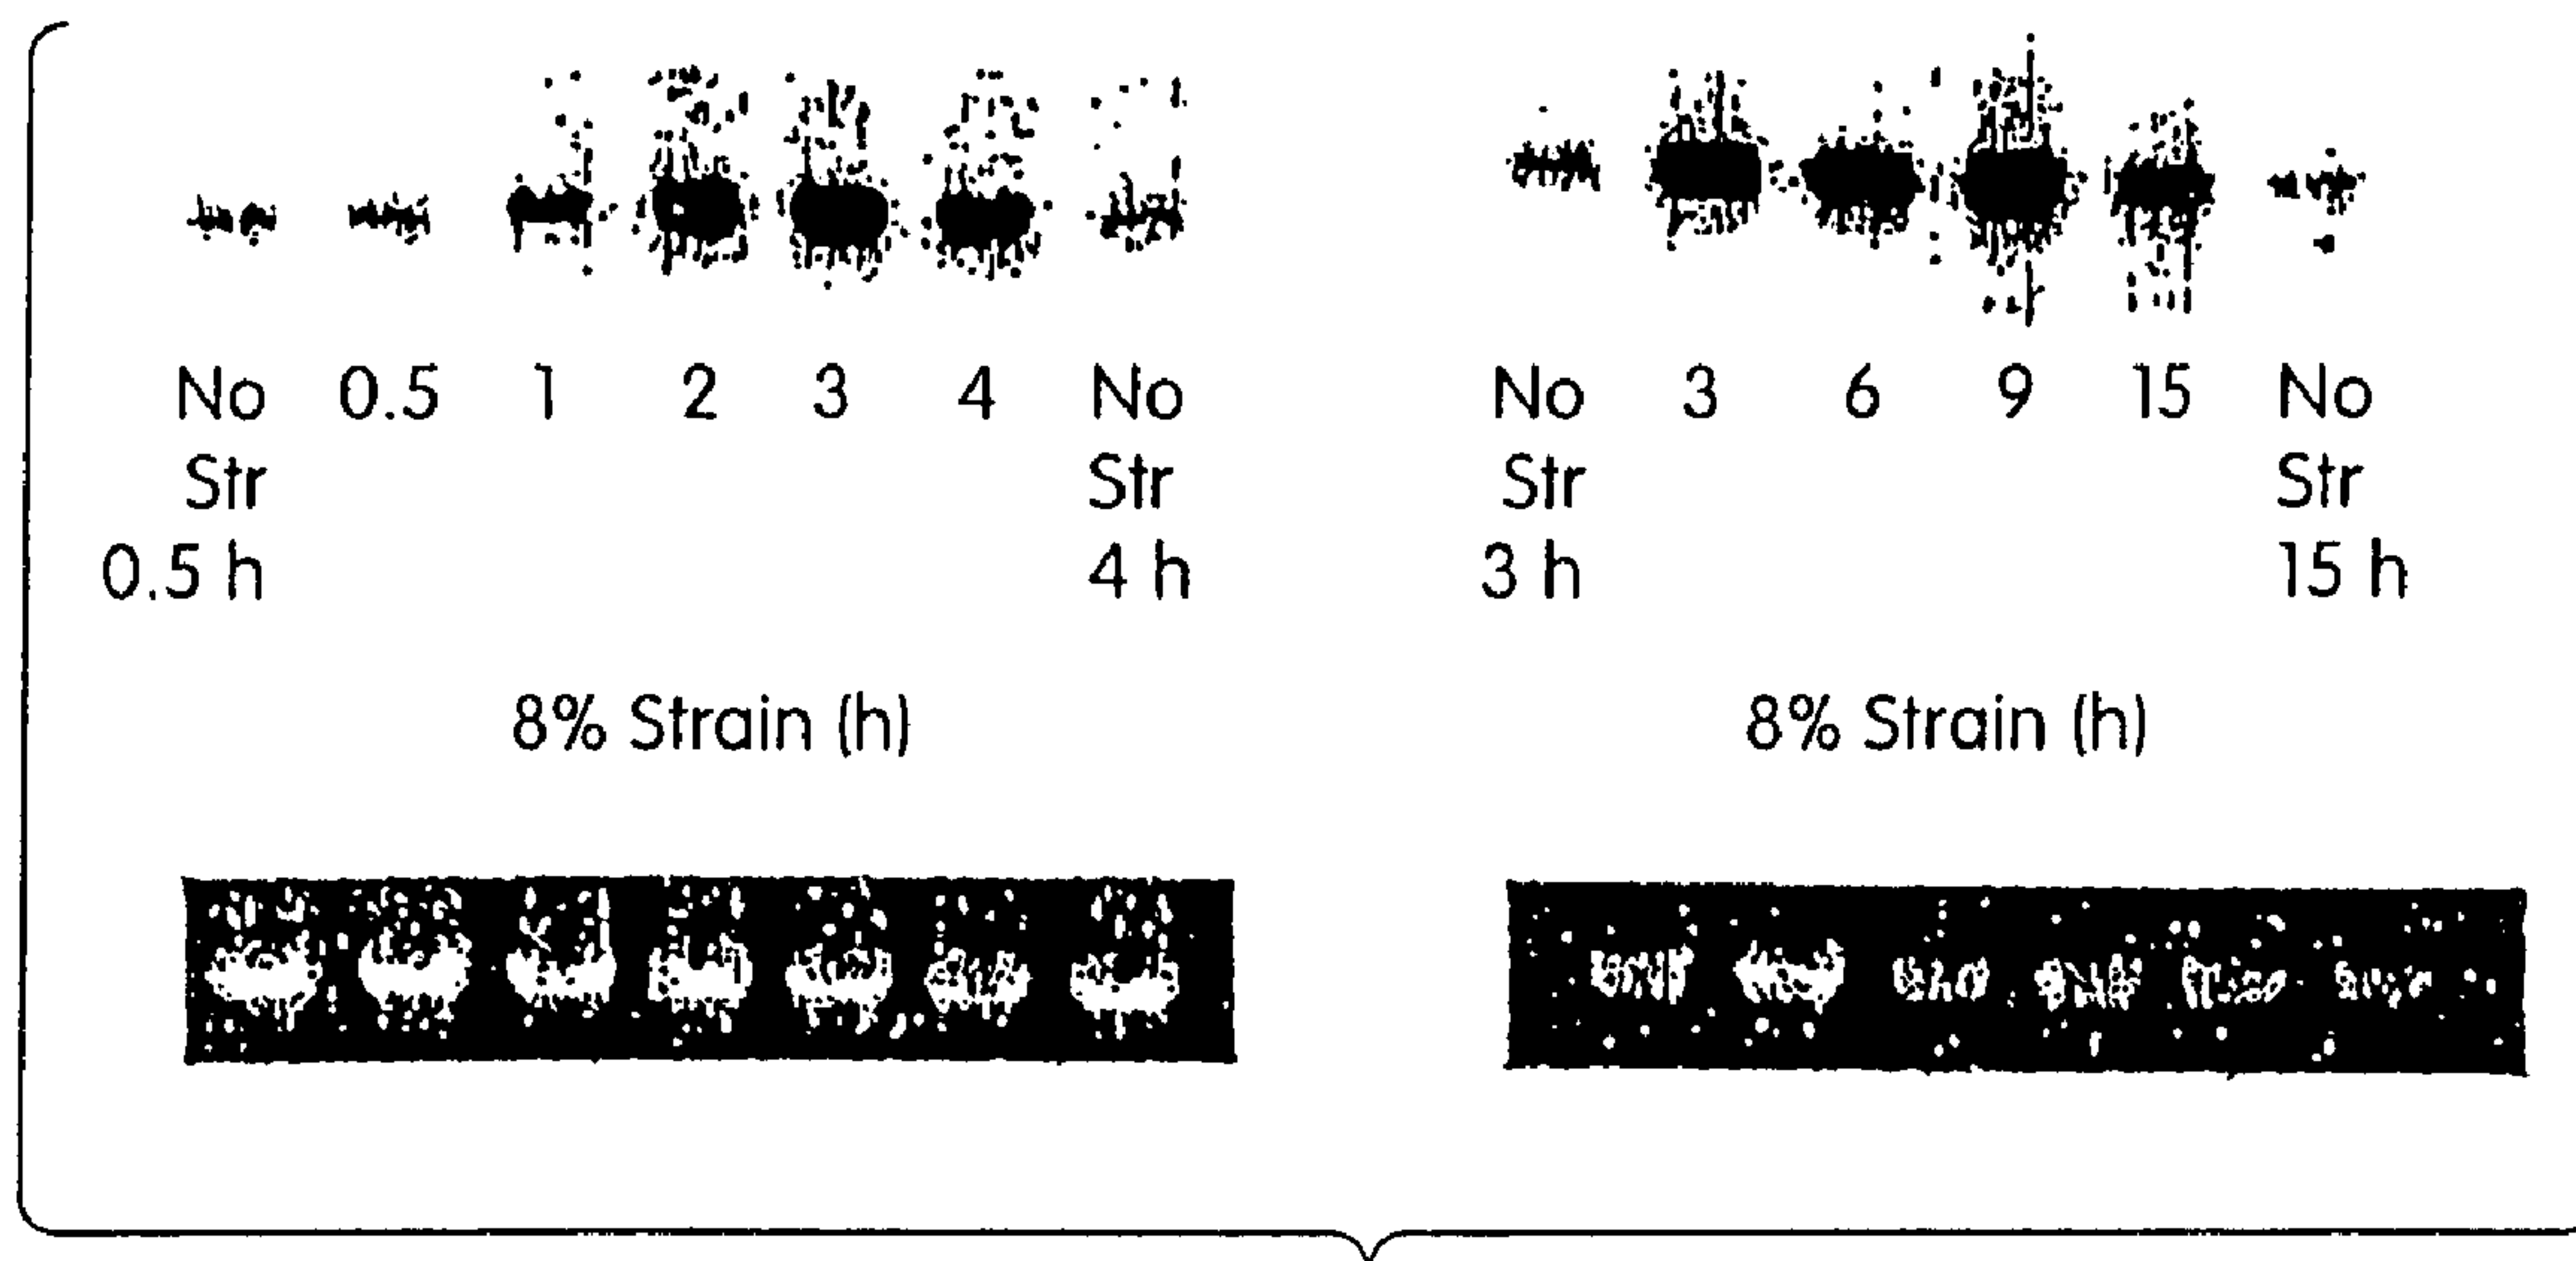 No 0.5 1 2 3 4 No
Str Str
0.5 h 4 h
8% Strain (h)
No 3 6 9 15 No
Str Str
3 h 15 h
8% Strain (h)